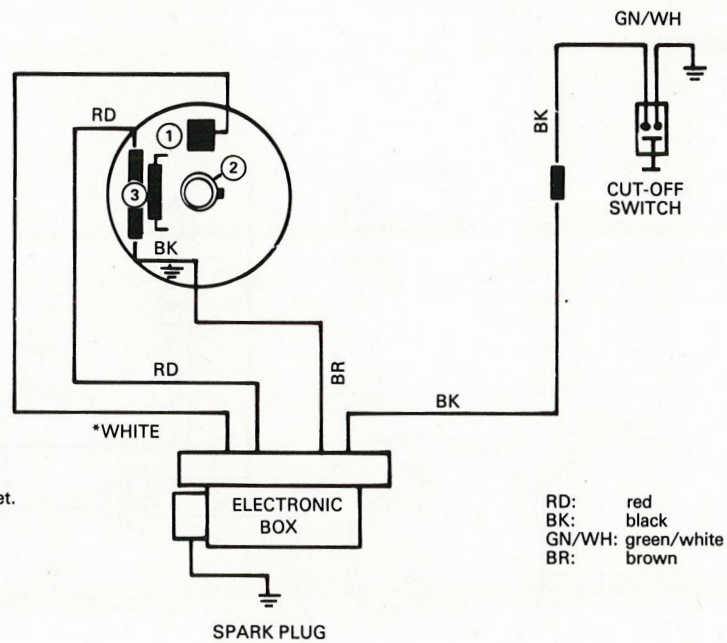 GN/WH
RD
1
BK
2
CUT-OFF
SWITCH
3
BK
RD
BR
BK
*WHITE
et.
ELECTRONIC
BOX
RD: red
BK: black
GN/WH: green/white
BR: brown
SPARK PLUG